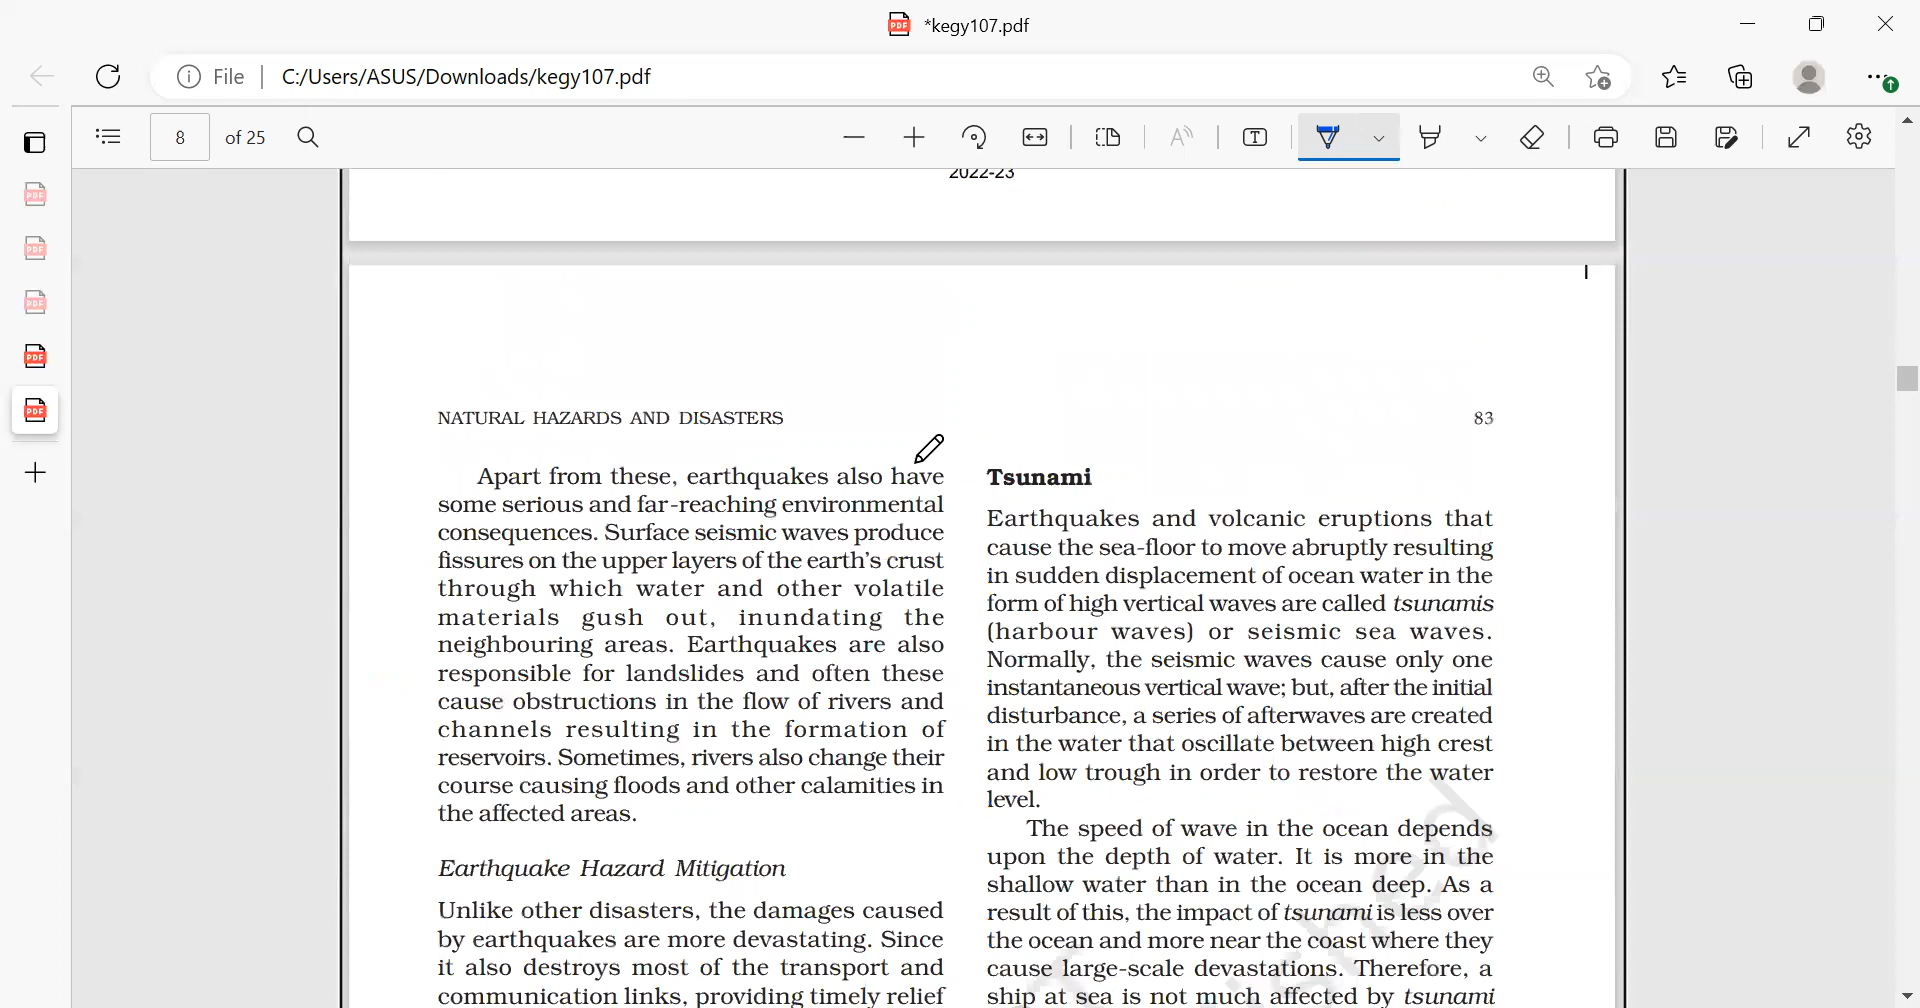 *kegy107.pdf
File C:/Users/ASUS/Downloads/kegy107.pdf
8 of 25
2022-23
NATURAL HAZARDS AND DISASTERS 83
Apart from these, earthquakes also have
some serious and far-reaching environmental
consequences. Surface seismic waves produce
fissures on the upper layers of the earth's crust
through which water and other volatile
materials gush out, inundating the
neighbouring areas. Earthquakes are also
responsible for landslides and often these
cause obstructions in the flow of rivers and
channels resulting in the formation of
reservoirs. Sometimes, rivers also change their
course causing floods and other calamities in
the affected areas.
Earthquake Hazard Mitigation
Unlike other disasters, the damages caused
by earthquakes are more devastating. Since
it also destroys most of the transport and
communication links, providing timely relief
Tsunami
Earthquakes and volcanic eruptions that
cause the sea-floor to move abruptly resulting
in sudden displacement of ocean water in the
form of high vertical waves are called tsunamis
(harbour waves) or seismic sea waves.
Normally, the seismic waves cause only one
instantaneous vertical wave; but, after the initial
disturbance, a series of afterwaves are created
in the water that oscillate between high crest
and low trough in order to restore the water
level.
The speed of wave in the ocean depends
upon the depth of water. It is more in the
shallow water than in the ocean deep. As a
result of this, the impact of tsunami is less over
the ocean and more near the coast where they
cause large-scale devastations. Therefore, a
ship at sea is not much affected by tsunami